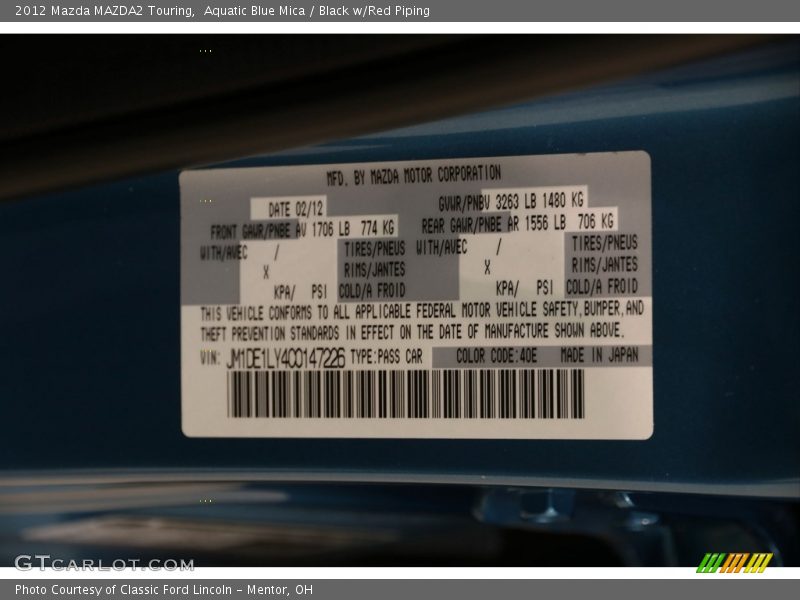 2012 Mazda MAZDA2 Touring,  Aquatic Blue Mica / Black w/Red Piping
MFD. BY MAZDA MOTOR CORPORATION
DATE 02/12 GVWR/PNBV 3263 LB 1480 KG
FRONT GAWR/PNBE AV 1706 LB 774 KG REAR GAWR/PNBE AR 1556 LB 706 KG
WITH/AVEC / TIRES/PNEUS WITH/AVEC / TIRES/PNEUS
X RIMS/JANTES X RIMS/JANTES
KPA/ PSI COLD/A FROID KPA/ PSI COLD/A FROID
THIS VEHICLE CONFORMS TO ALL APPLICABLE FEDERAL MOTOR VEHICLE SAFETY, BUMPER, AND
THEFT PREVENTION STANDARDS IN EFFECT ON THE DATE OF MANUFACTURE SHOWN ABOVE.
VIN: JM1DE1LY4C0147226 TYPE:PASS CAR COLOR CODE:40E MADE IN JAPAN
GTCARLOT.COM
Photo Courtesy of Classic Ford Lincoln - Mentor, OH